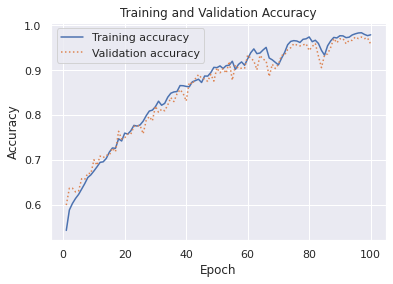 Training and Validation Accuracy
1.0
Training accuracy
Validation accuracy
0.9
0.8
0.7
0.6
Accuracy
0
20
40
60
80
100
Epoch